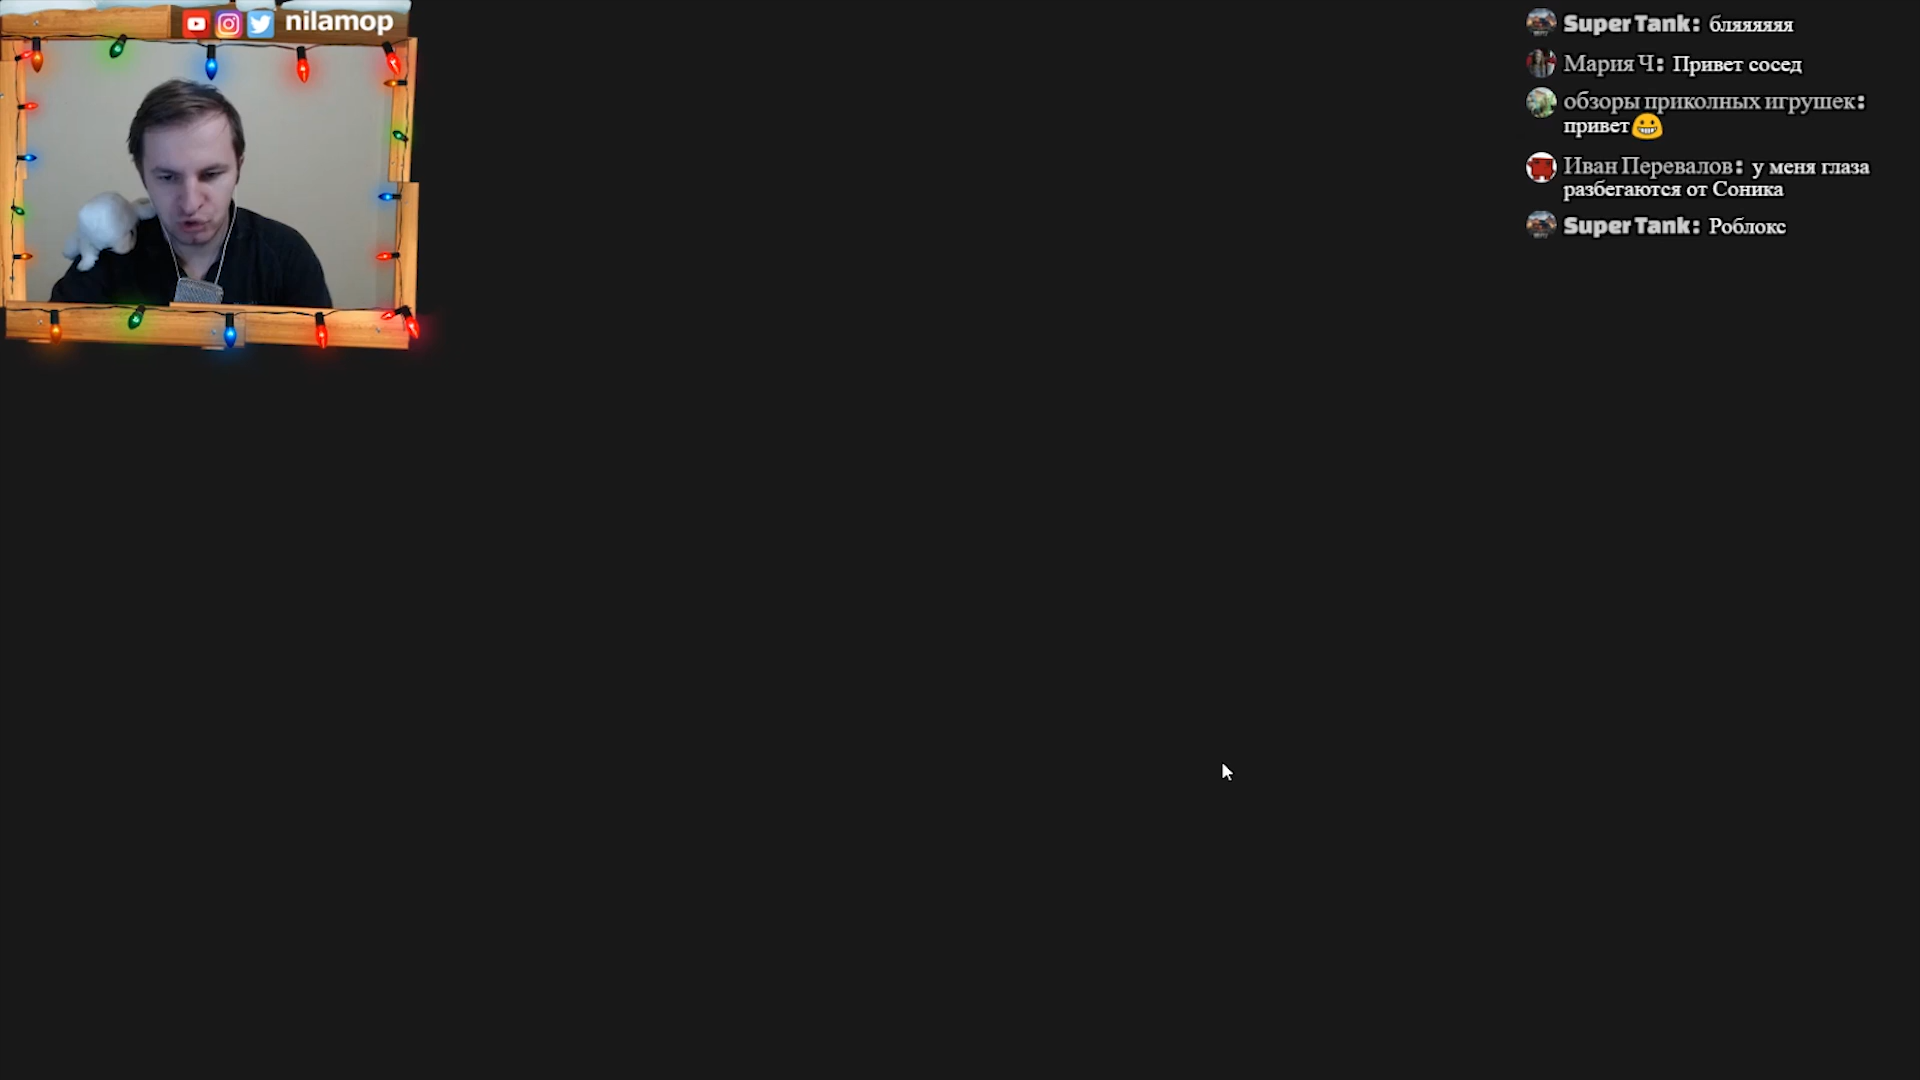 nilamop
Super Tank: бляяяяяя
Мария Ч: Привет сосед
обзоры приколных игрушек:
привет😀
Иван Перевалов: у меня глаза
разбегаются от Соника
Super Tank: Роблокс